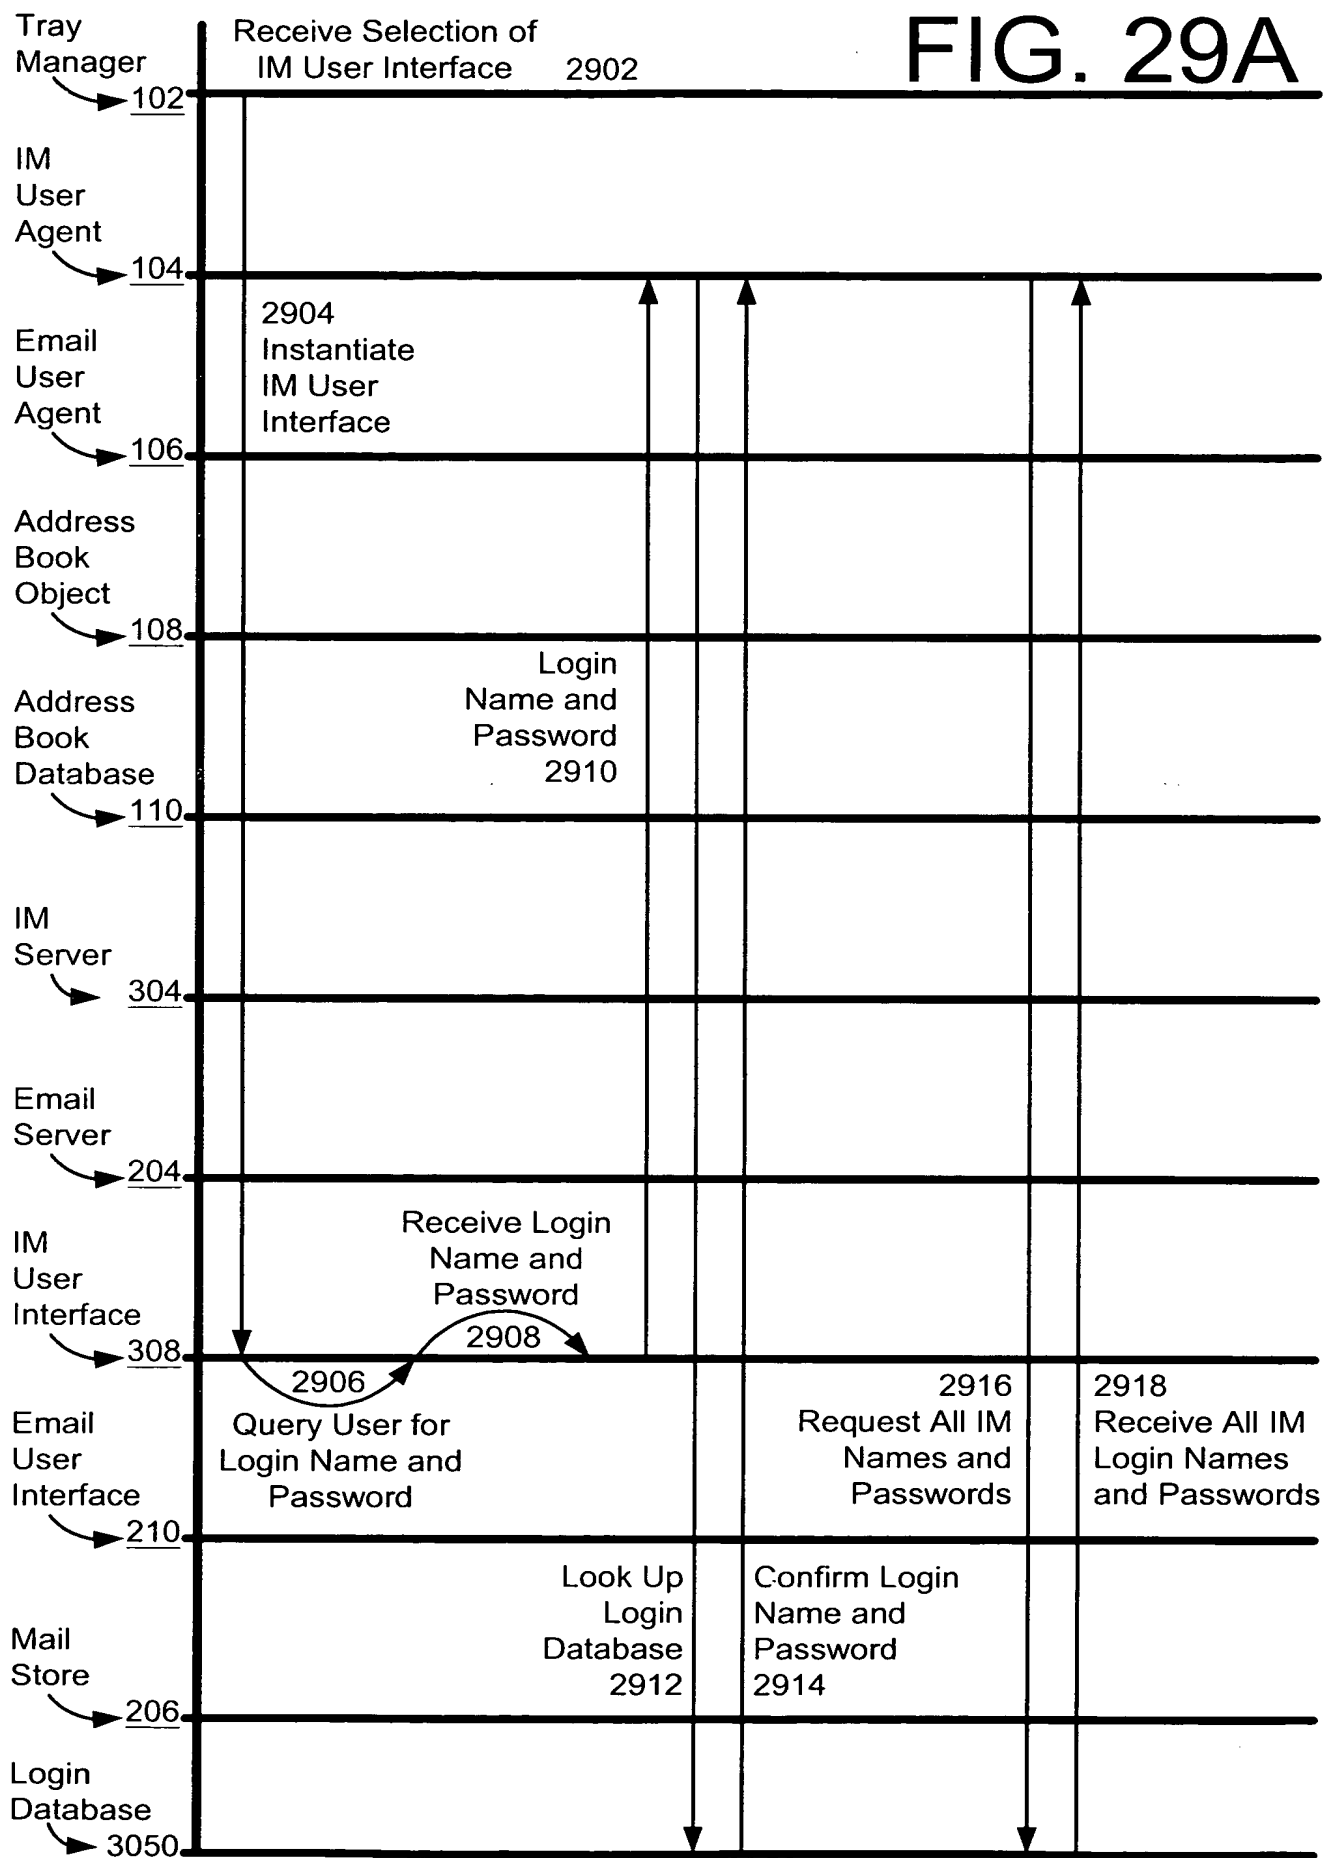 FIG. 29A
Tray
Manager
102
Receive Selection of
IM User Interface 2902
IM
User
Agent
104
2904
Instantiate
IM User
Interface
Email
User
Agent
106
Address
Book
Object
108
Login
Name and
Password
2910
Address
Book
Database
110
IM
Server
304
Email
Server
204
Receive Login
Name and
Password
2908
IM
User
Interface
308
2906
Query User for
Login Name and
Password
2916
Request All IM
Names and
Passwords
2918
Receive All IM
Login Names
and Passwords
Email
User
Interface
210
Look Up
Login
Database
2912
Confirm Login
Name and
Password
2914
Mail
Store
206
Login
Database
3050